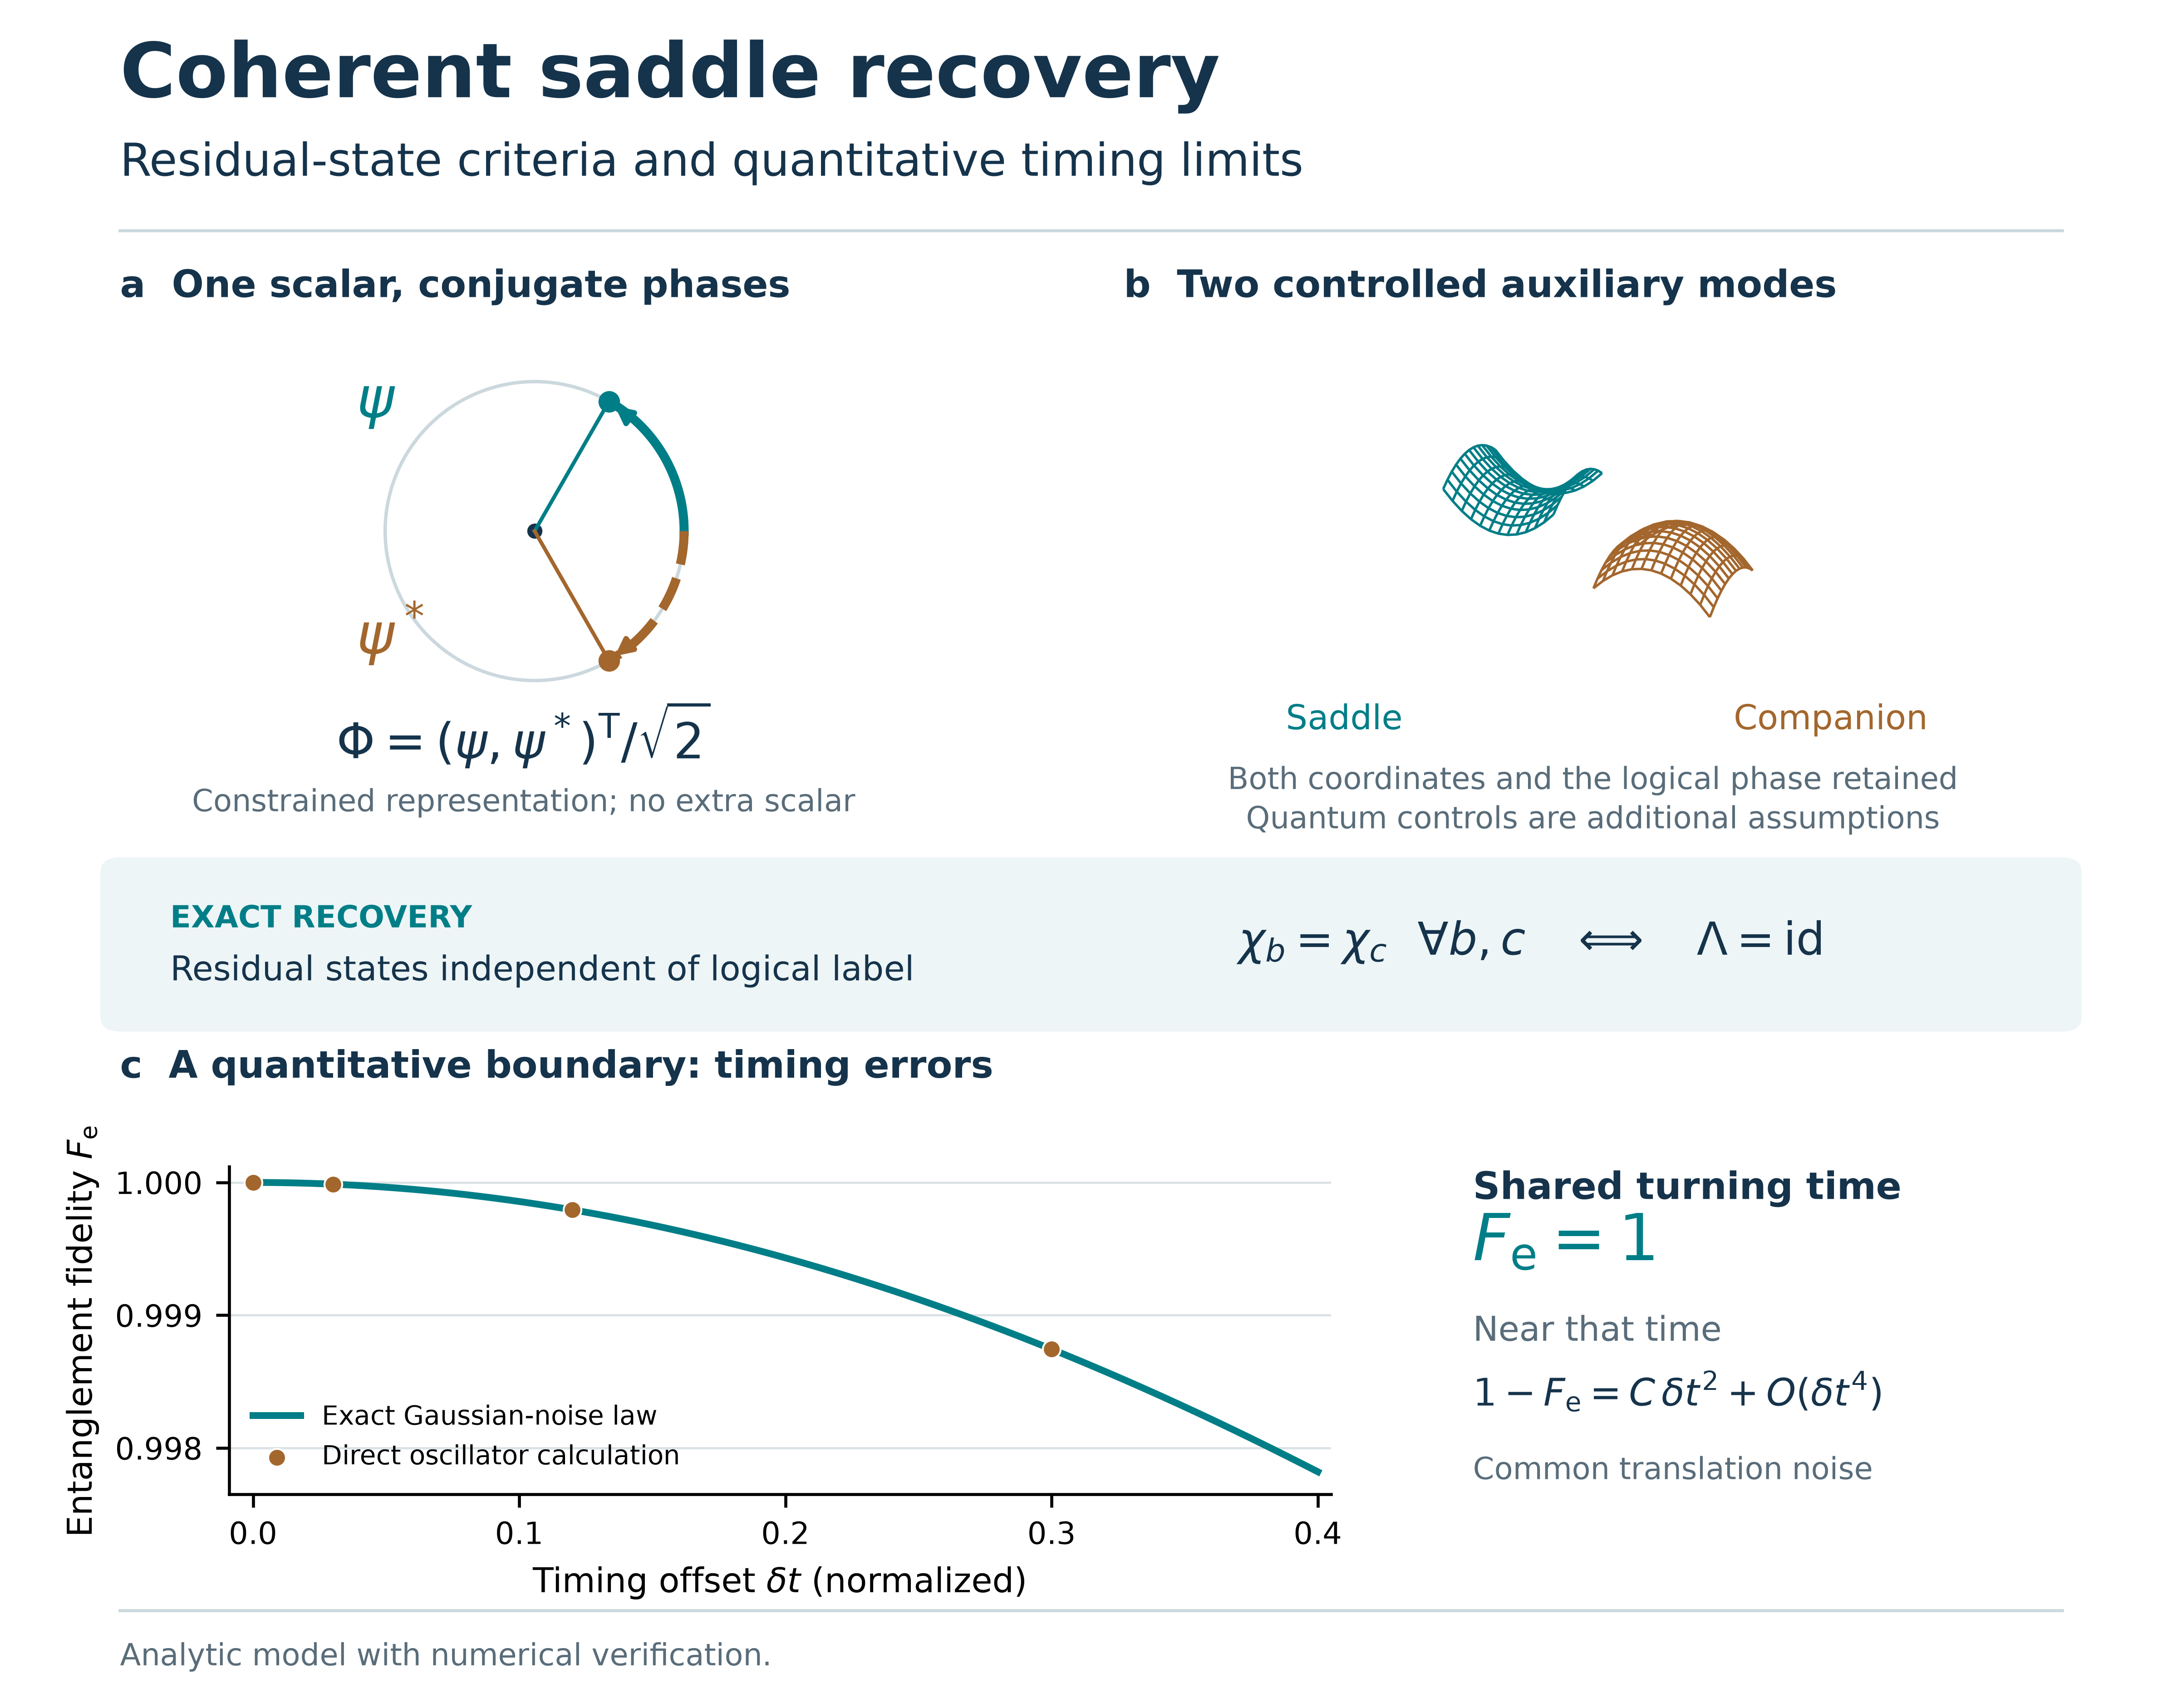 Coherent saddle recovery
Residual-state criteria and quantitative timing limits
a One scalar, conjugate phases
ψ
ψ*
Φ = (ψ, ψ*)ᵀ/√2
Constrained representation; no extra scalar
b Two controlled auxiliary modes
Saddle
Companion
Both coordinates and the logical phase retained
Quantum controls are additional assumptions
EXACT RECOVERY
Residual states independent of logical label
χ_b = χ_c ∀b, c ⟺ Λ = id
c A quantitative boundary: timing errors
Entanglement fidelity F_e
1.000
0.999
0.998
Exact Gaussian-noise law
Direct oscillator calculation
0.0 0.1 0.2 0.3 0.4
Timing offset δt (normalized)
Shared turning time
F_e = 1
Near that time
1 − F_e = C δt² + O(δt⁴)
Common translation noise
Analytic model with numerical verification.